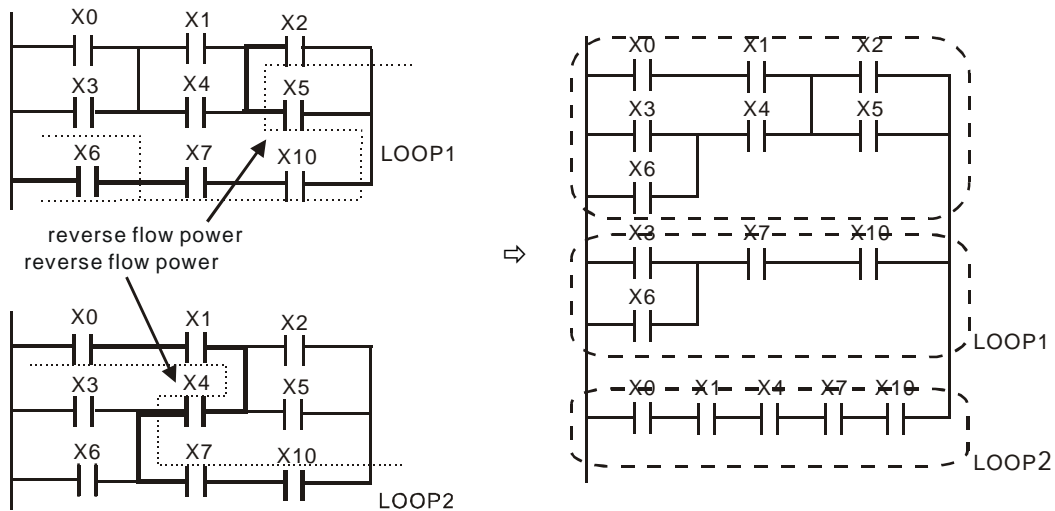 X0 X1 X2
X3 X4 X5
X6 X7 X10
LOOP1
reverse flow power
reverse flow power
X0 X1 X2
X3 X4 X5
X6 X7 X10
LOOP2
⇨
X0 X1 X2
X3 X4 X5
X6
X3 X7 X10
X6
LOOP1
X0 X1 X4 X7 X10
LOOP2